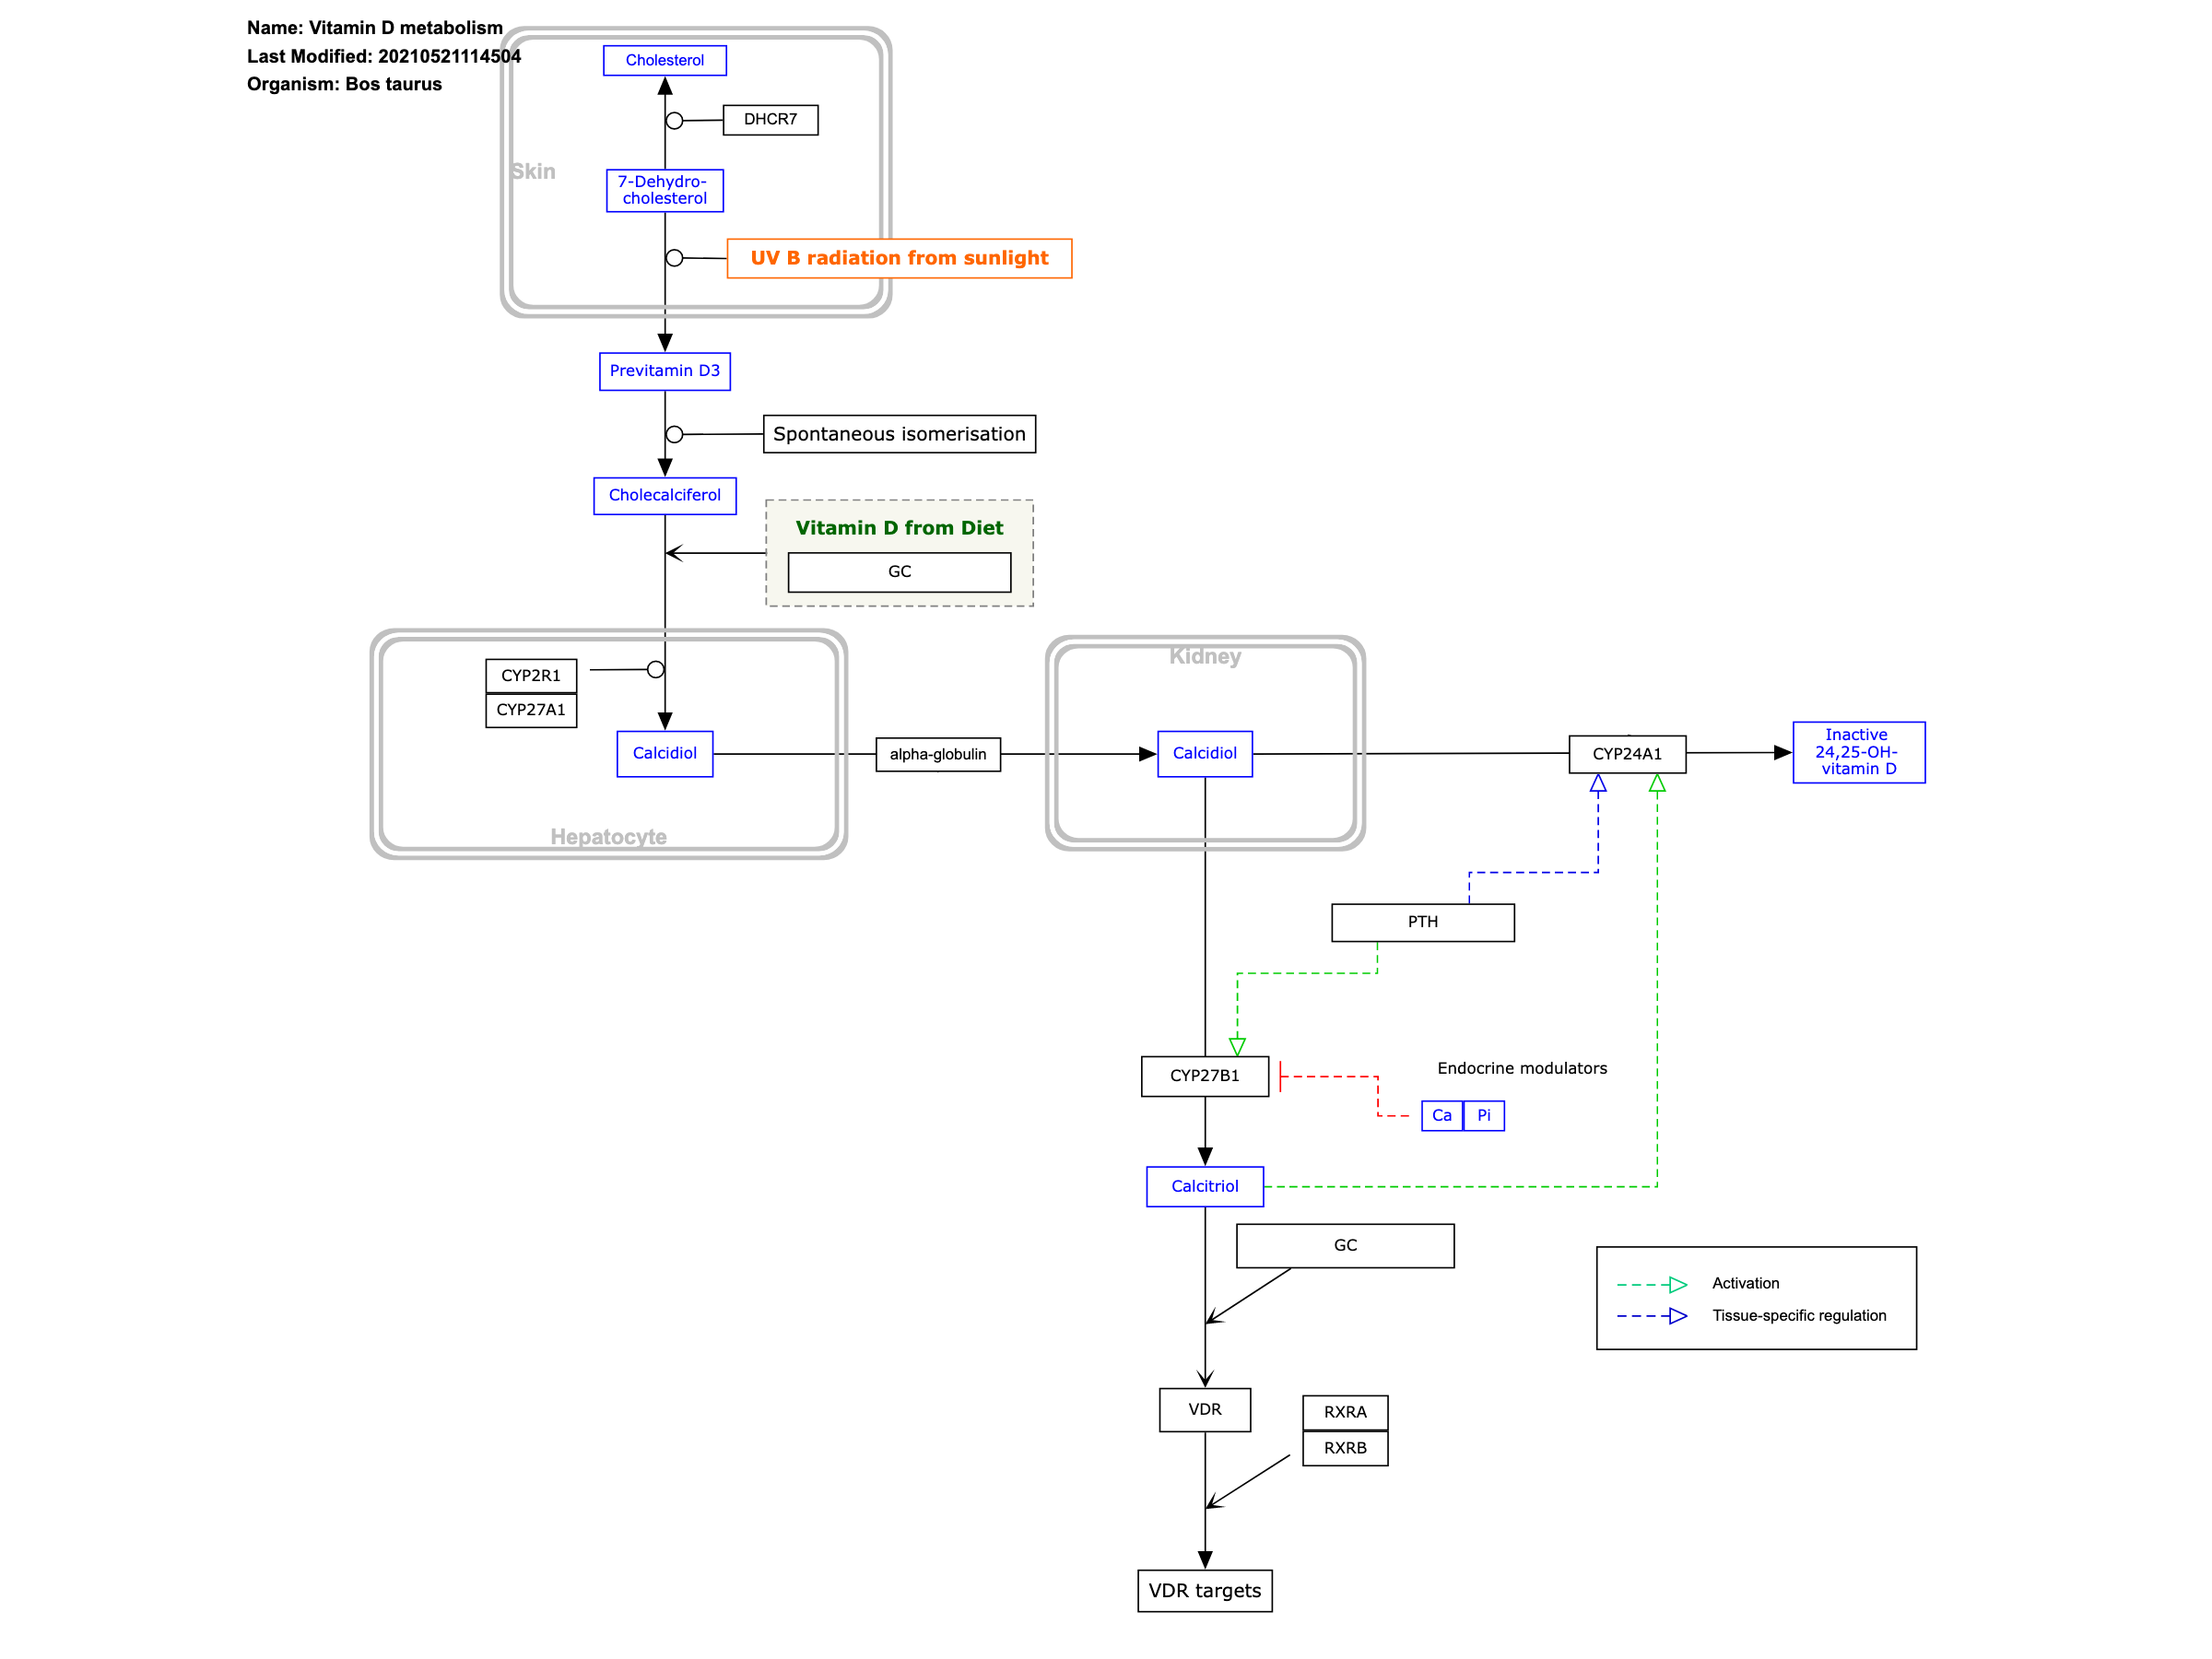 Name: Vitamin D metabolism
Last Modified: 20210521114504
Organism: Bos taurus
Cholesterol
DHCR7
Skin
7-Dehydro-
cholesterol
UV B radiation from sunlight
Previtamin D3
Spontaneous isomerisation
Cholecalciferol
Vitamin D from Diet
GC
CYP2R1
CYP27A1
Calcidiol
Hepatocyte
alpha-globulin
Kidney
Calcidiol
CYP24A1
Inactive
24,25-OH-
vitamin D
PTH
CYP27B1
Endocrine modulators
Ca
Pi
Calcitriol
GC
Activation
Tissue-specific regulation
VDR
RXRA
RXRB
VDR targets